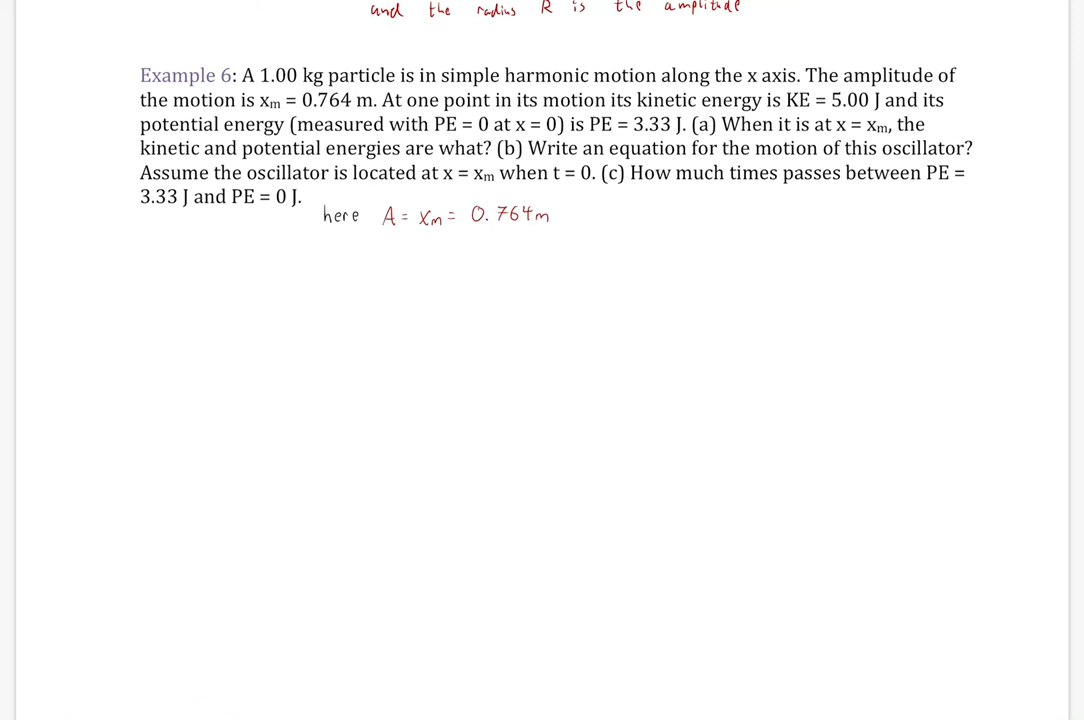 and the radius R is the amplitude
Example 6: A 1.00 kg particle is in simple harmonic motion along the x axis. The amplitude of
the motion is xm = 0.764 m. At one point in its motion its kinetic energy is KE = 5.00 J and its
potential energy (measured with PE = 0 at x = 0) is PE = 3.33 J. (a) When it is at x = xm, the
kinetic and potential energies are what? (b) Write an equation for the motion of this oscillator?
Assume the oscillator is located at x = xm when t = 0. (c) How much times passes between PE =
3.33 J and PE = 0 J.
here A = xm = 0.764m